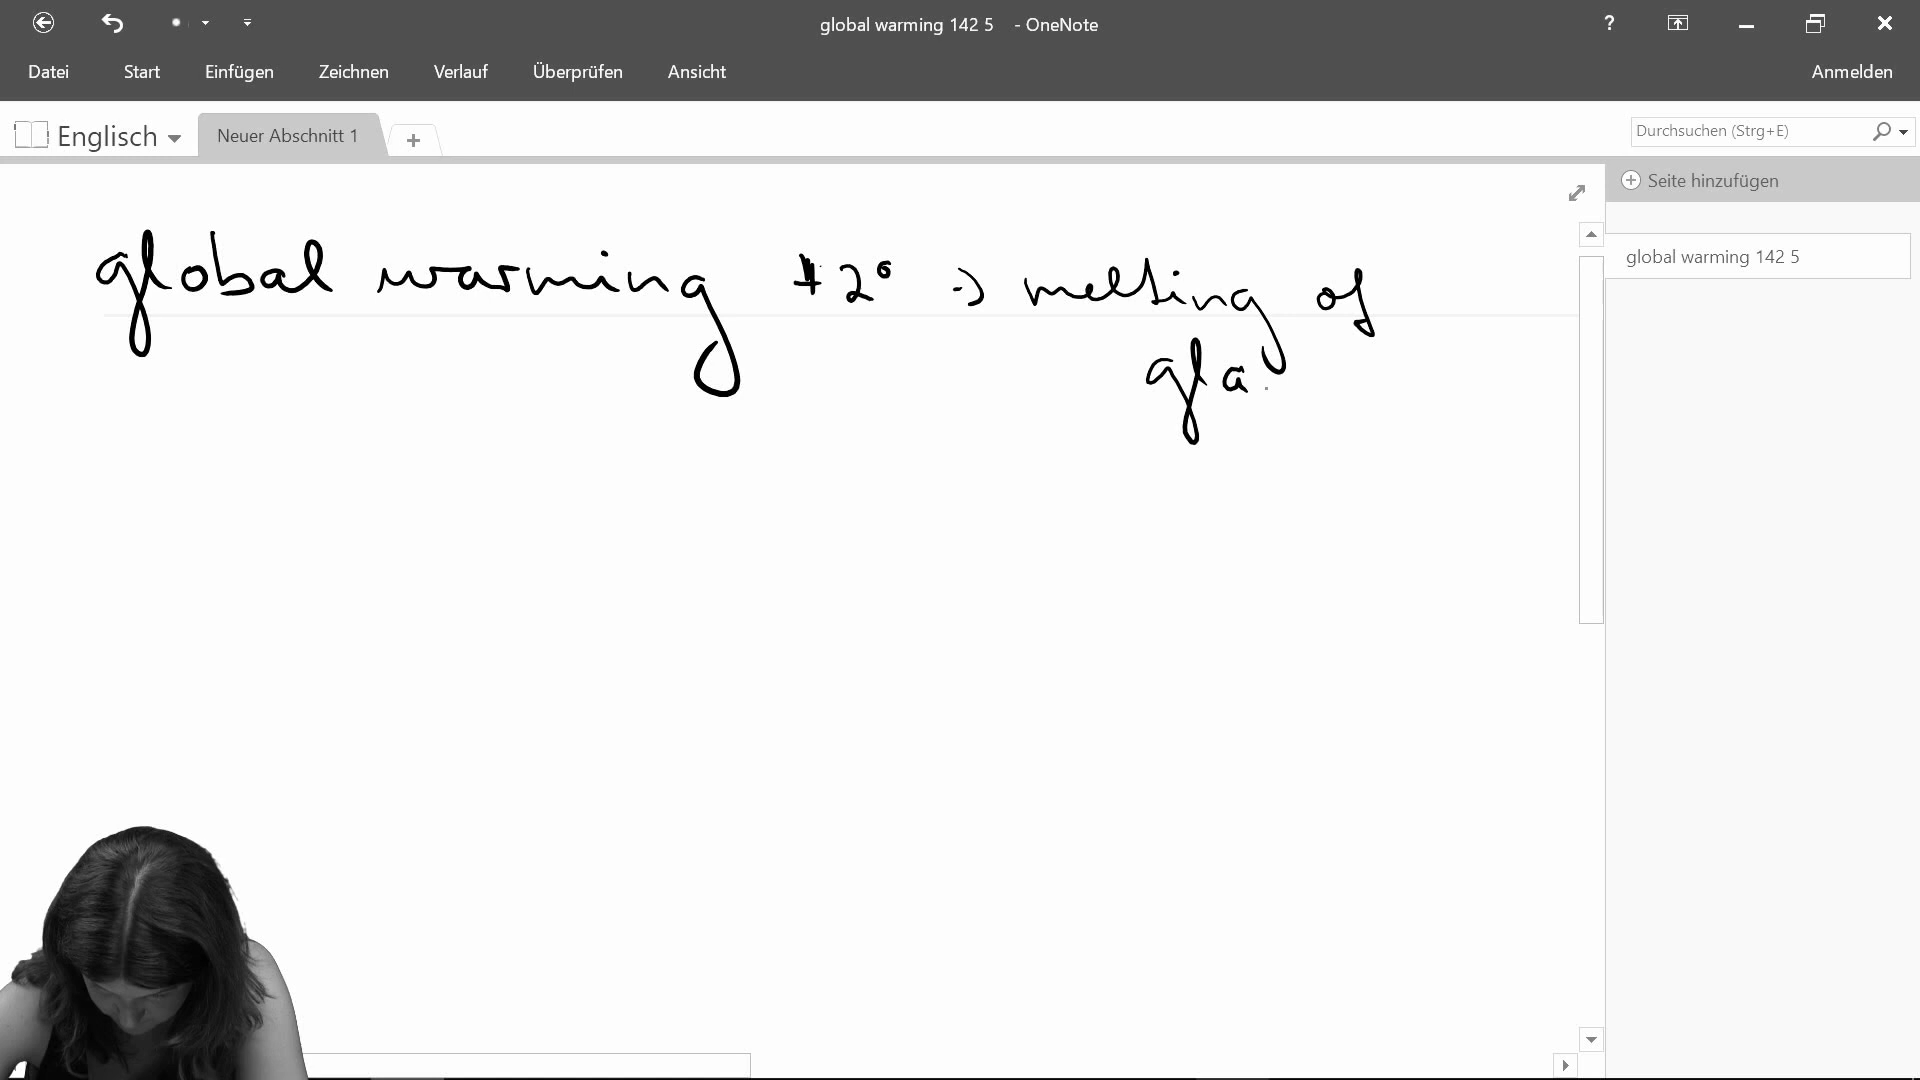 global warming 142 5 - OneNote
?
Datei Start Einfügen Zeichnen Verlauf Überprüfen Ansicht Anmelden
Englisch Neuer Abschnitt 1 +
Durchsuchen (Strg+E)
Seite hinzufügen
global warming 142 5
global warming +2° → melting of
gla